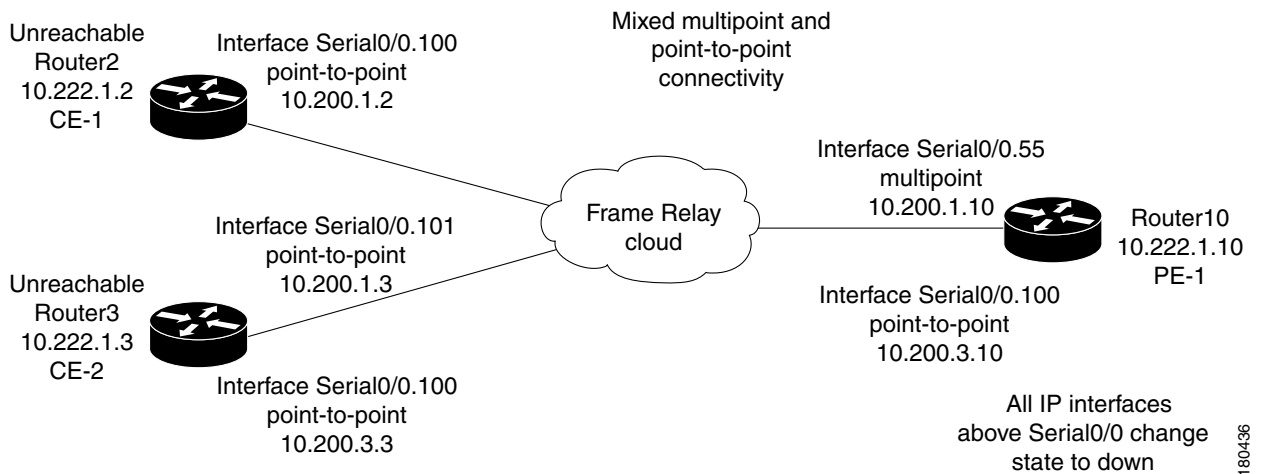 Unreachable
Router2
10.222.1.2
CE-1
Interface Serial0/0.100
point-to-point
10.200.1.2
Mixed multipoint and
point-to-point
connectivity
Interface Serial0/0.55
multipoint
10.200.1.10
Router10
10.222.1.10
PE-1
Frame Relay
cloud
Interface Serial0/0.101
point-to-point
10.200.1.3
Unreachable
Router3
10.222.1.3
CE-2
Interface Serial0/0.100
point-to-point
10.200.3.3
Interface Serial0/0.100
point-to-point
10.200.3.10
All IP interfaces
above Serial0/0 change
state to down
180436